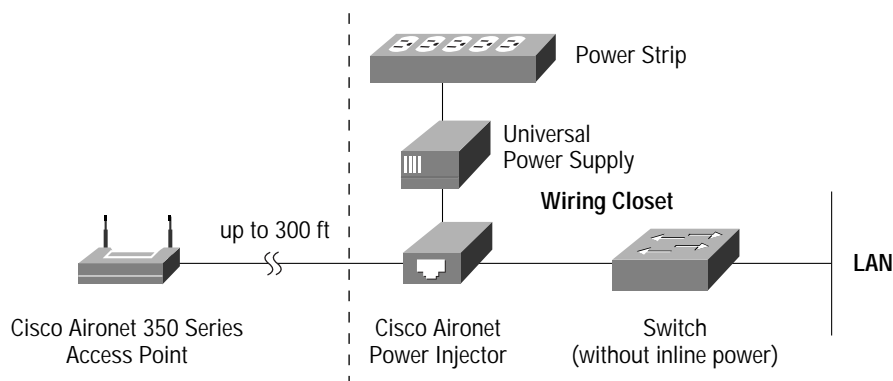 Power Strip
Universal
Power Supply
Wiring Closet
up to 300 ft
LAN
Cisco Aironet 350 Series
Access Point
Cisco Aironet
Power Injector
Switch
(without inline power)